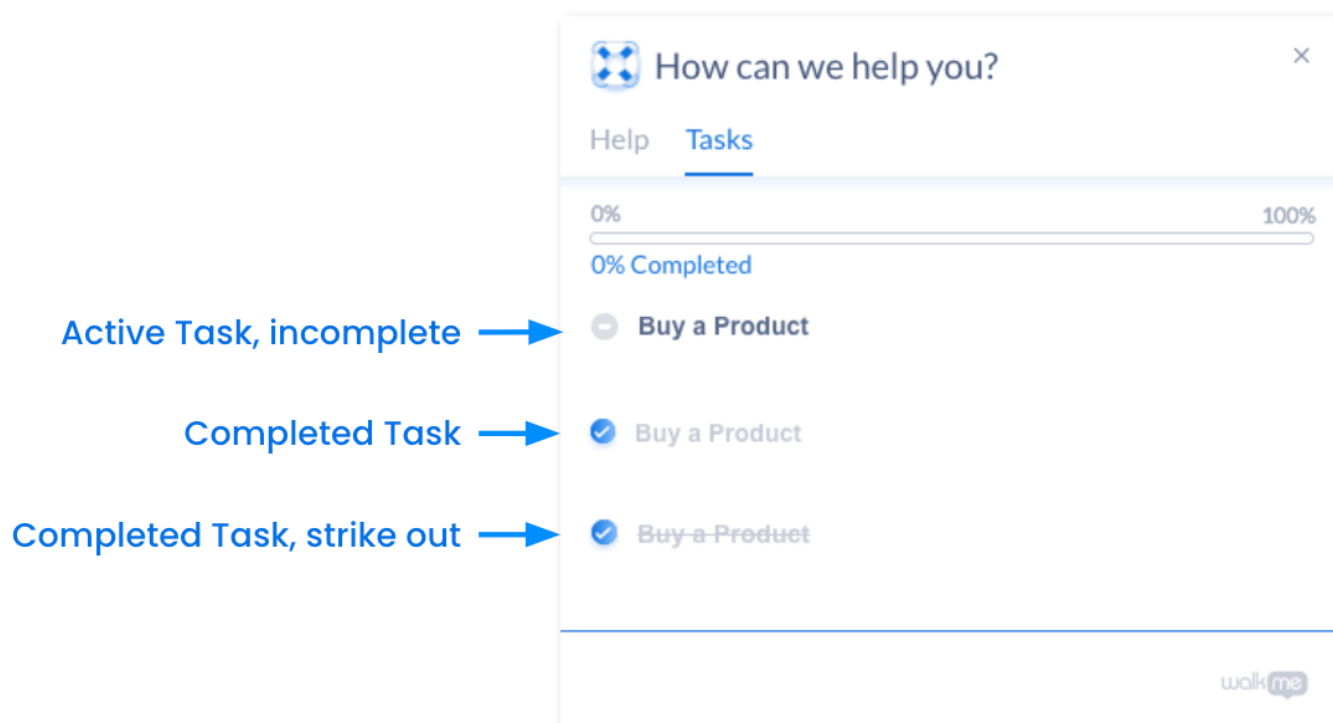 How can we help you?
Help Tasks
0% 100%
0% Completed
Active Task, incomplete Buy a Product
Completed Task Buy a Product
Completed Task, strike out Buy a Product
walkme